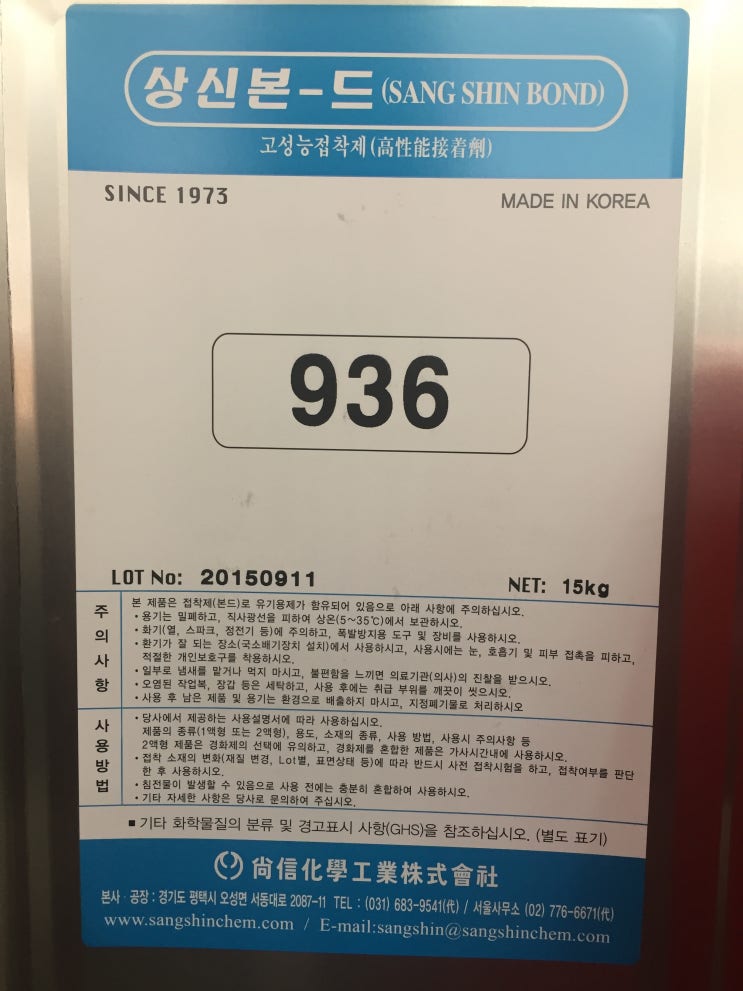 상신본-드 (SANG SHIN BOND)
고성능접착제(高性能接着劑)
SINCE 1973
MADE IN KOREA
936
LOT No: 20150911
NET: 15kg
주의사항
본 제품은 접착제(본드)로 유기용제가 함유되어 있음으로 아래 사항에 주의하십시오.
• 용기는 밀폐하고, 직사광선을 피하여 상온(5~35℃)에서 보관하십시오.
• 화기(열, 스파크, 정전기 등)에 주의하고, 폭발방지용 도구 및 장비를 사용하십시오.
• 환기가 잘 되는 장소(국소배기장치 설치)에서 사용하시고, 사용시에는 눈, 호흡기 및 피부 접촉을 피하고,
적절한 개인보호구를 착용하십시오.
• 일부로 냄새를 맡거나 먹지 마시고, 불편함을 느끼면 의료기관(의사)의 진찰을 받으시오.
• 오염된 작업복, 장갑 등은 세탁하고, 사용 후에는 취급 부위를 깨끗이 씻으시오.
• 사용 후 남은 제품 및 용기는 환경으로 배출하지 마시고, 지정폐기물로 처리하시오
사용방법
• 당사에서 제공하는 사용설명서에 따라 사용하십시오.
제품의 종류(1액형 또는 2액형), 용도, 소재의 종류, 사용 방법, 사용시 주의사항 등
2액형 제품은 경화제의 선택에 유의하고, 경화제를 혼합한 제품은 가사시간내에 사용하십시오.
• 접착 소재의 변화(재질 변경, Lot별, 표면상태 등)에 따라 반드시 사전 접착시험을 하고, 접착여부를 판단
한 후 사용하시오.
• 침전물이 발생할 수 있음으로 사용 전에는 충분히 혼합하여 사용하시오.
• 기타 자세한 사항은 당사로 문의하여 주십시오.
■ 기타 화학물질의 분류 및 경고표시 사항(GHS)을 참조하십시오. (별도 표기)
尙信化學工業株式會社
본사 · 공장 : 경기도 평택시 오성면 서동대로 2087-11 TEL : (031) 683-9541(代) / 서울사무소 (02) 776-6671(代)
www.sangshinchem.com / E-mail:sangshin@sangshinchem.com